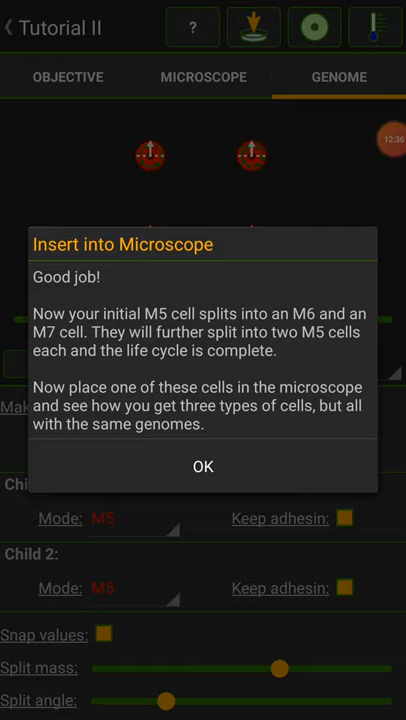 Tutorial II
?
OBJECTIVE MICROSCOPE GENOME
12:36
Insert into Microscope
Good job!
Now your initial M5 cell splits into an M6 and an
M7 cell. They will further split into two M5 cells
each and the life cycle is complete.
Now place one of these cells in the microscope
and see how you get three types of cells, but all
with the same genomes.
OK
Mode: M5 Keep adhesin:
Child 2:
Mode: M5 Keep adhesin:
Snap values:
Split mass:
Split angle: